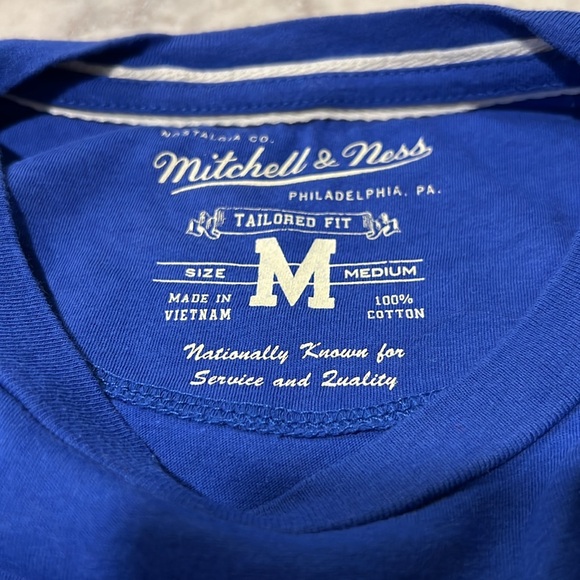 NOSTALGIA CO.
Mitchell & Ness
PHILADELPHIA, PA.
TAILORED FIT
SIZE M MEDIUM
MADE IN VIETNAM
100% COTTON
Nationally Known for
Service and Quality